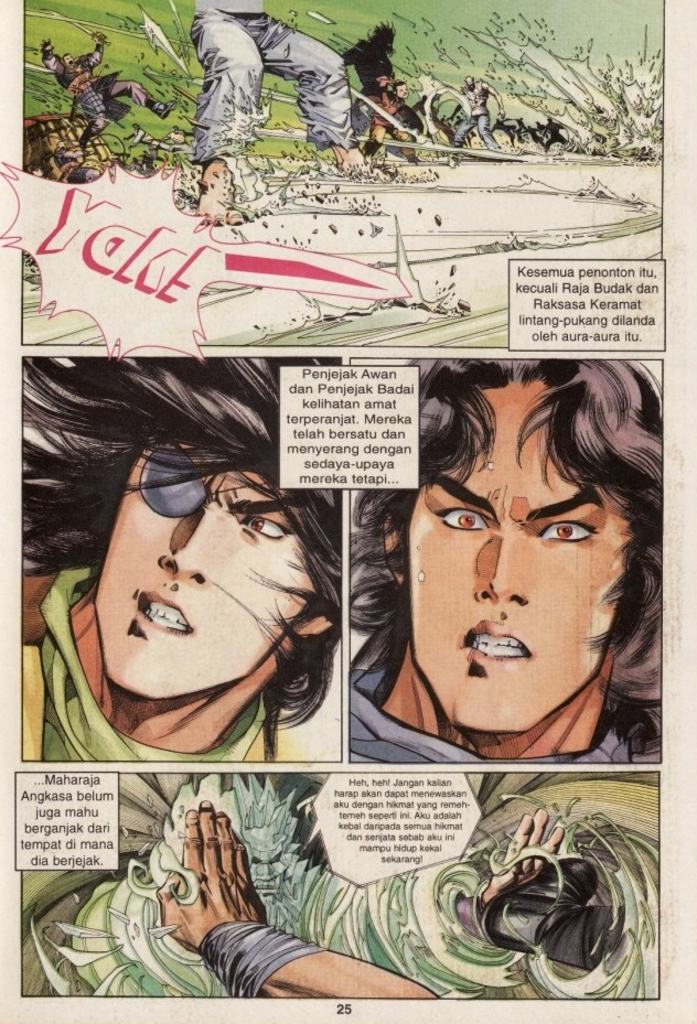 Kesemua penonton itu,
kecuali Raja Budak dan
Raksasa Keramat
lintang-pukang dilanda
oleh aura-aura itu.
Penjejak Awan
dan Penjejak Badai
kelihatan amat
terperanjat. Mereka
telah bersatu dan
menyerang dengan
sedaya-upaya
mereka tetapi...
...Maharaja
Angkasa belum
juga mahu
berganjak dari
tempat di mana
dia berjejak.
Heh, heh! Jangan kalian
harap akan dapat menewaskan
aku dengan hikmat yang remeh-
temeh seperti ini. Aku adalah
kebal daripada semua hikmat
dan senjata sebab aku ini
mampu hidup kekal
sekarang!
25